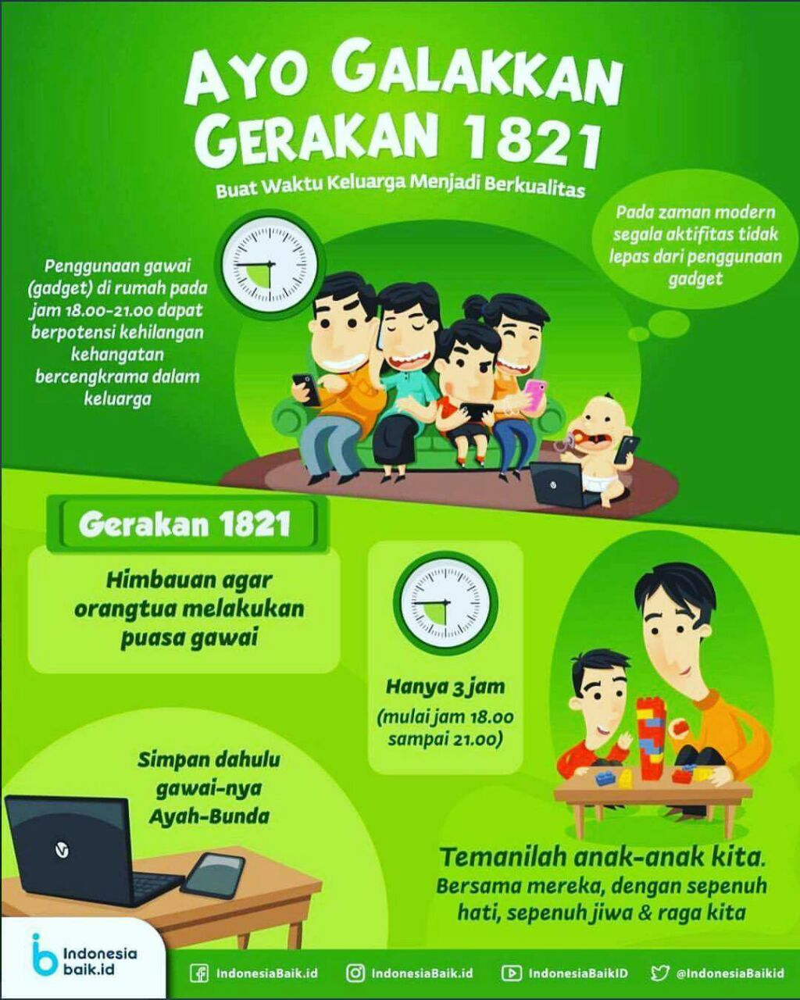 AYO GALAKKAN
GERAKAN 1821
Buat Waktu Keluarga Menjadi Berkualitas
Pada zaman modern
segala aktifitas tidak
lepas dari penggunaan
gadget
Penggunaan gawai
(gadget) di rumah pada
jam 18.00-21.00 dapat
berpotensi kehilangan
kehangatan
bercengkrama dalam
keluarga
Gerakan 1821
Himbauan agar
orangtua melakukan
puasa gawai
Hanya 3 jam
(mulai jam 18.00
sampai 21.00)
Simpan dahulu
gawai-nya
Ayah-Bunda
Temanilah anak-anak kita.
Bersama mereka, dengan sepenuh
hati, sepenuh jiwa & raga kita
Indonesia
baik.id
IndonesiaBaik.id
IndonesiaBaik.id
IndonesiaBaikID
@IndonesiaBaikid